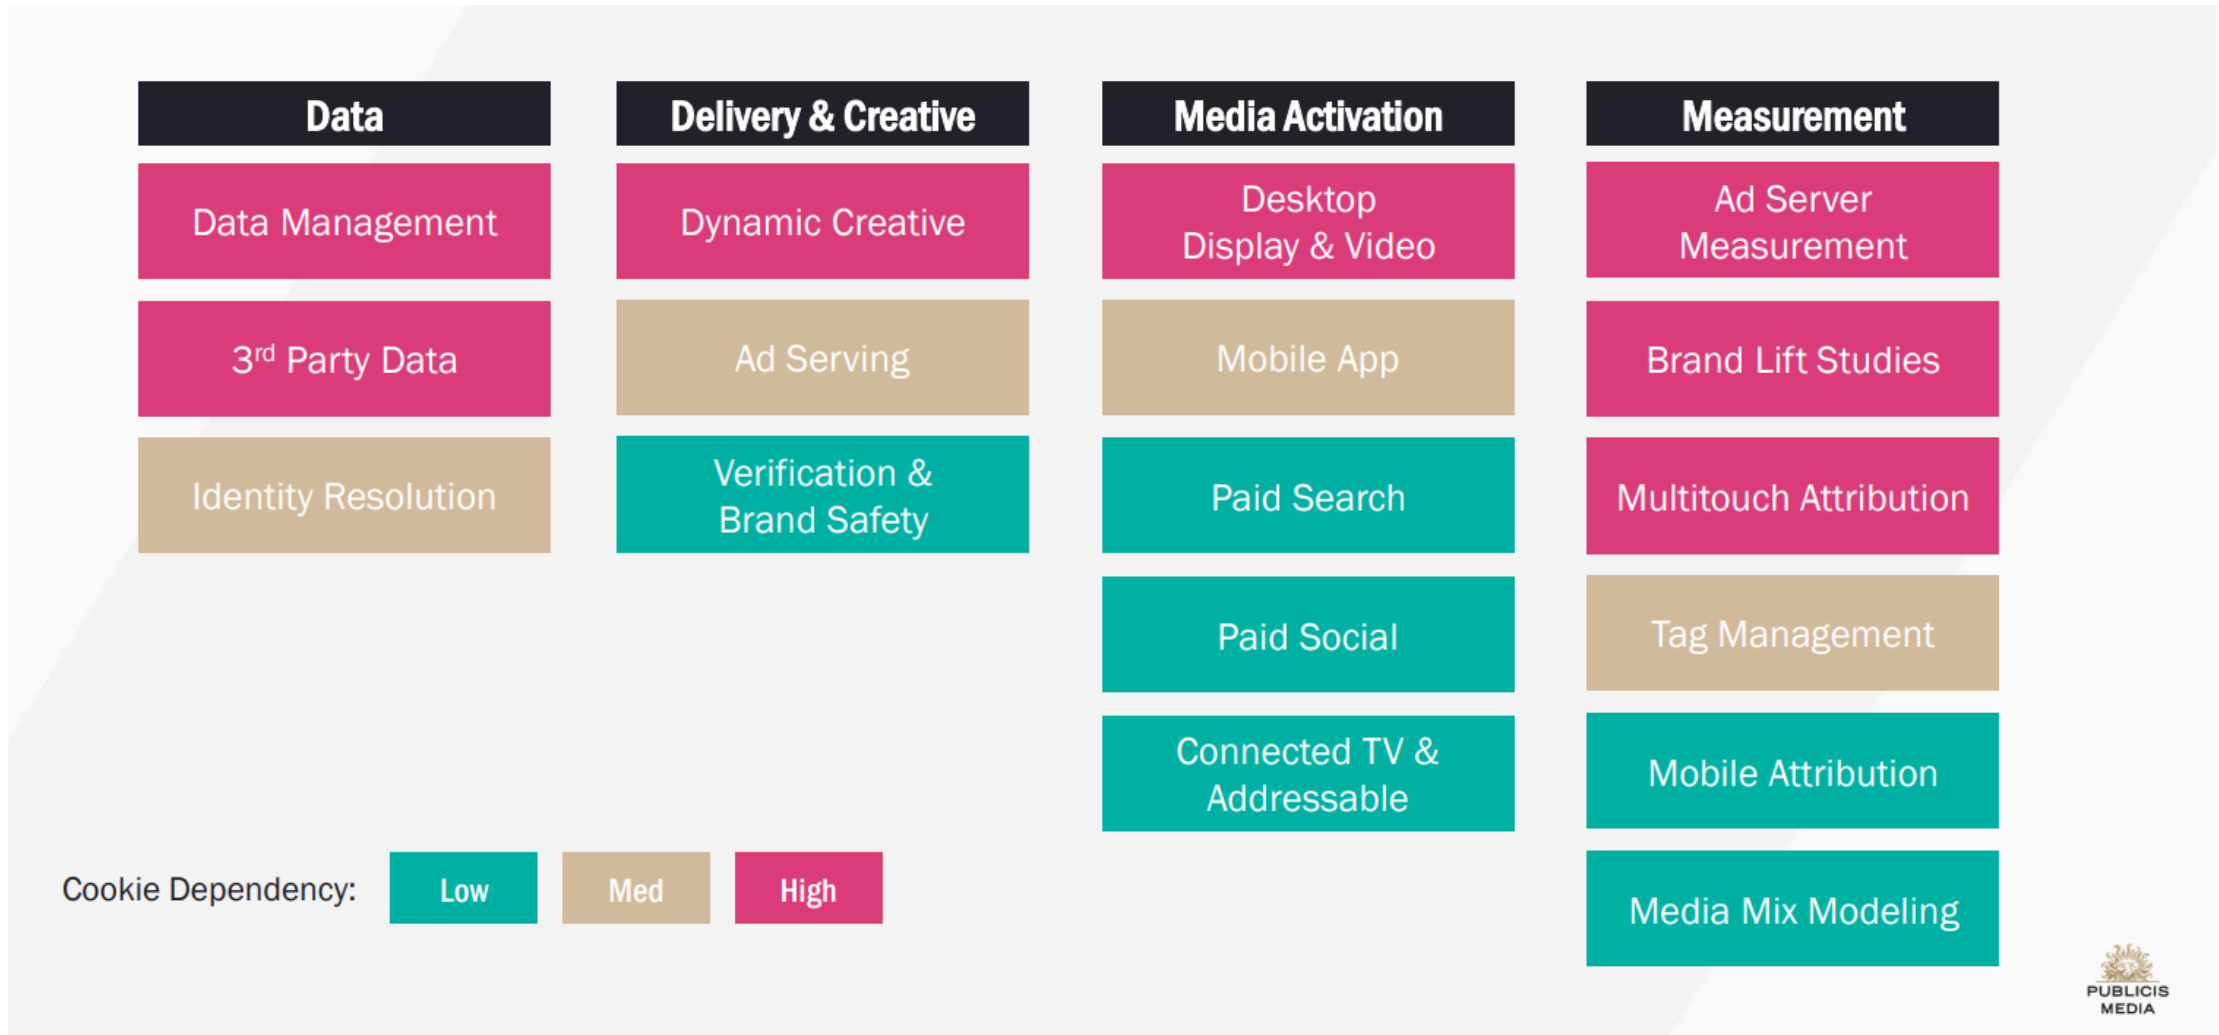 Data
Data Management
3rd Party Data
Identity Resolution
Delivery & Creative
Dynamic Creative
Ad Serving
Verification &
Brand Safety
Media Activation
Desktop
Display & Video
Mobile App
Paid Search
Paid Social
Connected TV &
Addressable
Measurement
Ad Server
Measurement
Brand Lift Studies
Multitouch Attribution
Tag Management
Mobile Attribution
Media Mix Modeling
Cookie Dependency:
Low
Med
High
PUBLICIS
MEDIA